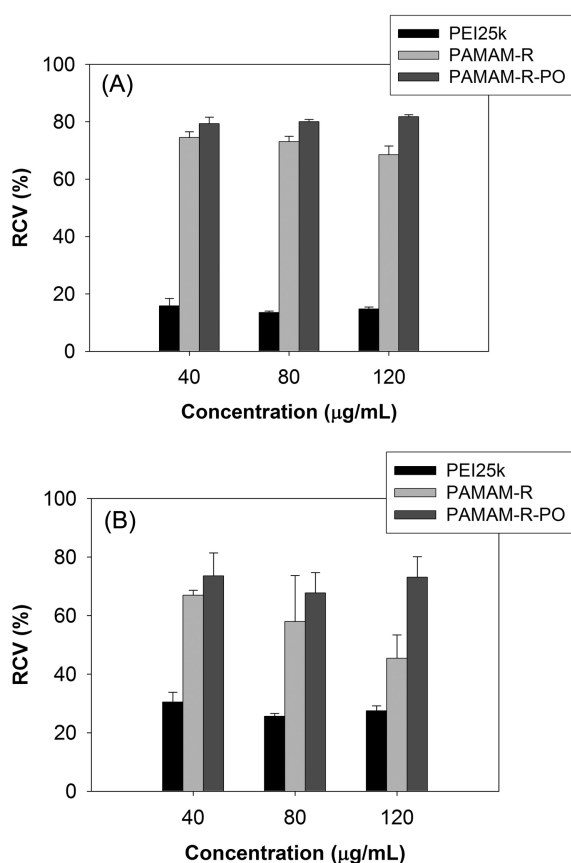 PEI25k
PAMAM-R
PAMAM-R-PO
(A)
100
80
60
40
20
0
RCV (%)
40 80 120
Concentration (μg/mL)
PEI25k
PAMAM-R
PAMAM-R-PO
(B)
100
80
60
40
20
0
RCV (%)
40 80 120
Concentration (μg/mL)